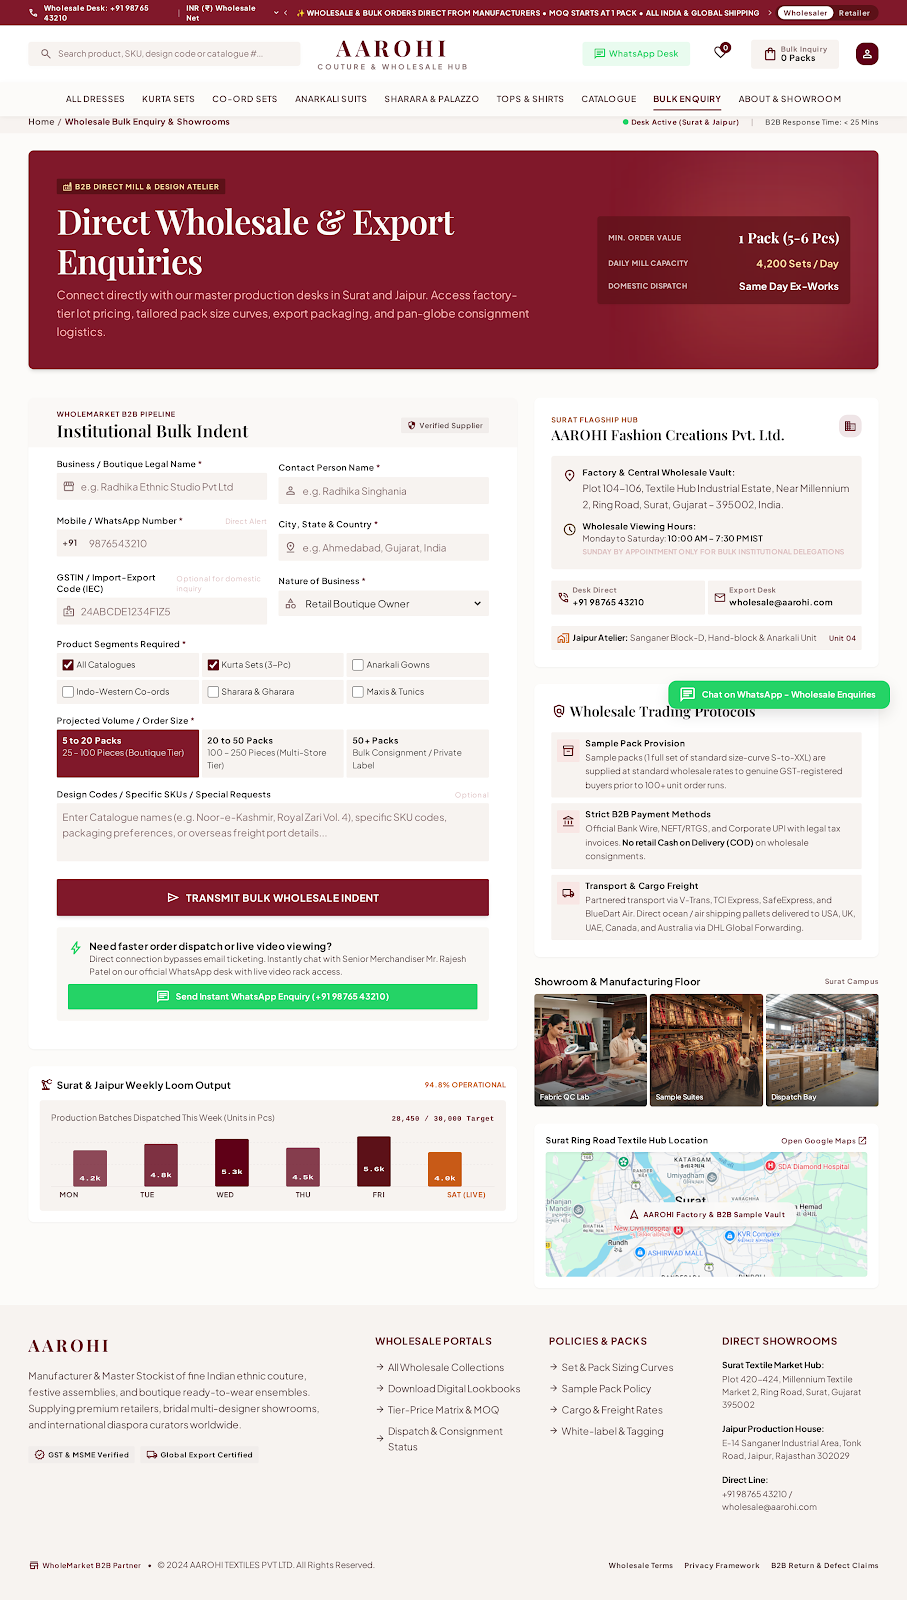 Wholesale Desk: +91 98765 43210
INR (₹) Wholesale Net
✨ WHOLESALE & BULK ORDERS DIRECT FROM MANUFACTURERS • MOQ STARTS AT 1 PACK • ALL INDIA & GLOBAL SHIPPING
Wholesaler
Retailer
Search product, SKU, design code or catalogue #...
AAROHI
COUTURE & WHOLESALE HUB
WhatsApp Desk
0
Bulk Inquiry
0 Packs
ALL DRESSES
KURTA SETS
CO-ORD SETS
ANARKALI SUITS
SHARARA & PALAZZO
TOPS & SHIRTS
CATALOGUE
BULK ENQUIRY
ABOUT & SHOWROOM
Home / Wholesale Bulk Enquiry & Showrooms
Desk Active (Surat & Jaipur) | B2B Response Time: < 25 Mins
B2B DIRECT MILL & DESIGN ATELIER
Direct Wholesale & Export
Enquiries
Connect directly with our master production desks in Surat and Jaipur. Access factory-
tier lot pricing, tailored pack size curves, export packaging, and pan-globe consignment
logistics.
MIN. ORDER VALUE
1 Pack (5-6 Pcs)
DAILY MILL CAPACITY
4,200 Sets / Day
DOMESTIC DISPATCH
Same Day Ex-Works
WHOLEMARKET B2B PIPELINE
Institutional Bulk Indent
Verified Supplier
Business / Boutique Legal Name *
e.g. Radhika Ethnic Studio Pvt Ltd
Contact Person Name *
e.g. Radhika Singhania
Mobile / WhatsApp Number *
Direct Alert
+91 9876543210
City, State & Country *
e.g. Ahmedabad, Gujarat, India
GSTIN / Import-Export
Code (IEC)
Optional for domestic
inquiry
24ABCDE1234F1Z5
Nature of Business *
Retail Boutique Owner
Product Segments Required *
All Catalogues
Kurta Sets (3-Pc)
Anarkali Gowns
Indo-Western Co-ords
Sharara & Gharara
Maxis & Tunics
Projected Volume / Order Size *
5 to 20 Packs
25 - 100 Pieces (Boutique Tier)
20 to 50 Packs
100 - 250 Pieces (Multi-Store
Tier)
50+ Packs
Bulk Consignment / Private
Label
Design Codes / Specific SKUs / Special Requests
Optional
Enter Catalogue names (e.g. Noor-e-Kashmir, Royal Zari Vol. 4), specific SKU codes,
packaging preferences, or overseas freight port details...
TRANSMIT BULK WHOLESALE INDENT
Need faster order dispatch or live video viewing?
Direct connection bypasses email ticketing. Instantly chat with Senior Merchandiser Mr. Rajesh
Patel on our official WhatsApp desk with live video rack access.
Send Instant WhatsApp Enquiry (+91 98765 43210)
Surat & Jaipur Weekly Loom Output
94.8% OPERATIONAL
Production Batches Dispatched This Week (Units in Pcs)
28,450 / 30,000 Target
4.2k
4.8k
5.3k
4.5k
5.6k
4.0k
MON
TUE
WED
THU
FRI
SAT (LIVE)
SURAT FLAGSHIP HUB
AAROHI Fashion Creations Pvt. Ltd.
Factory & Central Wholesale Vault:
Plot 104-106, Textile Hub Industrial Estate, Near Millennium
2, Ring Road, Surat, Gujarat - 395002, India.
Wholesale Viewing Hours:
Monday to Saturday: 10:00 AM - 7:30 PM IST
SUNDAY BY APPOINTMENT ONLY FOR BULK INSTITUTIONAL DELEGATIONS
Desk Direct
+91 98765 43210
Export Desk
wholesale@aarohi.com
Jaipur Atelier: Sanganer Block-D, Hand-block & Anarkali Unit
Unit 04
Chat on WhatsApp - Wholesale Enquiries
Wholesale Trading Protocols
Sample Pack Provision
Sample packs (1 full set of standard size-curve S-to-XXL) are
supplied at standard wholesale rates to genuine GST-registered
buyers prior to 100+ unit order runs.
Strict B2B Payment Methods
Official Bank Wire, NEFT/RTGS, and Corporate UPI with legal tax
invoices. No retail Cash on Delivery (COD) on wholesale
consignments.
Transport & Cargo Freight
Partnered transport via V-Trans, TCI Express, SafeExpress, and
BlueDart Air. Direct ocean / air shipping pallets delivered to USA, UK,
UAE, Canada, and Australia via DHL Global Forwarding.
Showroom & Manufacturing Floor
Surat Campus
Fabric QC Lab
Sample Suites
Dispatch Bay
Surat Ring Road Textile Hub Location
Open Google Maps
KATARGAM
SDA Diamond Hospital
Umiyadham
VARACHHA
Surat
AAROHI Factory & B2B Sample Vault
New Civil Hospital
KVR Complex
Rundh
ASHIRWAD MALL
AAROHI
Manufacturer & Master Stockist of fine Indian ethnic couture,
festive assemblies, and boutique ready-to-wear ensembles.
Supplying premium retailers, bridal multi-designer showrooms,
and international diaspora curators worldwide.
GST & MSME Verified
Global Export Certified
WHOLESALE PORTALS
All Wholesale Collections
Download Digital Lookbooks
Tier-Price Matrix & MOQ
Dispatch & Consignment
Status
POLICIES & PACKS
Set & Pack Sizing Curves
Sample Pack Policy
Cargo & Freight Rates
White-label & Tagging
DIRECT SHOWROOMS
Surat Textile Market Hub:
Plot 420-424, Millennium Textile
Market 2, Ring Road, Surat, Gujarat
395002
Jaipur Production House:
E-14 Sanganer Industrial Area, Tonk
Road, Jaipur, Rajasthan 302029
Direct Line:
+91 98765 43210 /
wholesale@aarohi.com
WholeMarket B2B Partner • © 2024 AAROHI TEXTILES PVT LTD. All Rights Reserved.
Wholesale Terms
Privacy Framework
B2B Return & Defect Claims